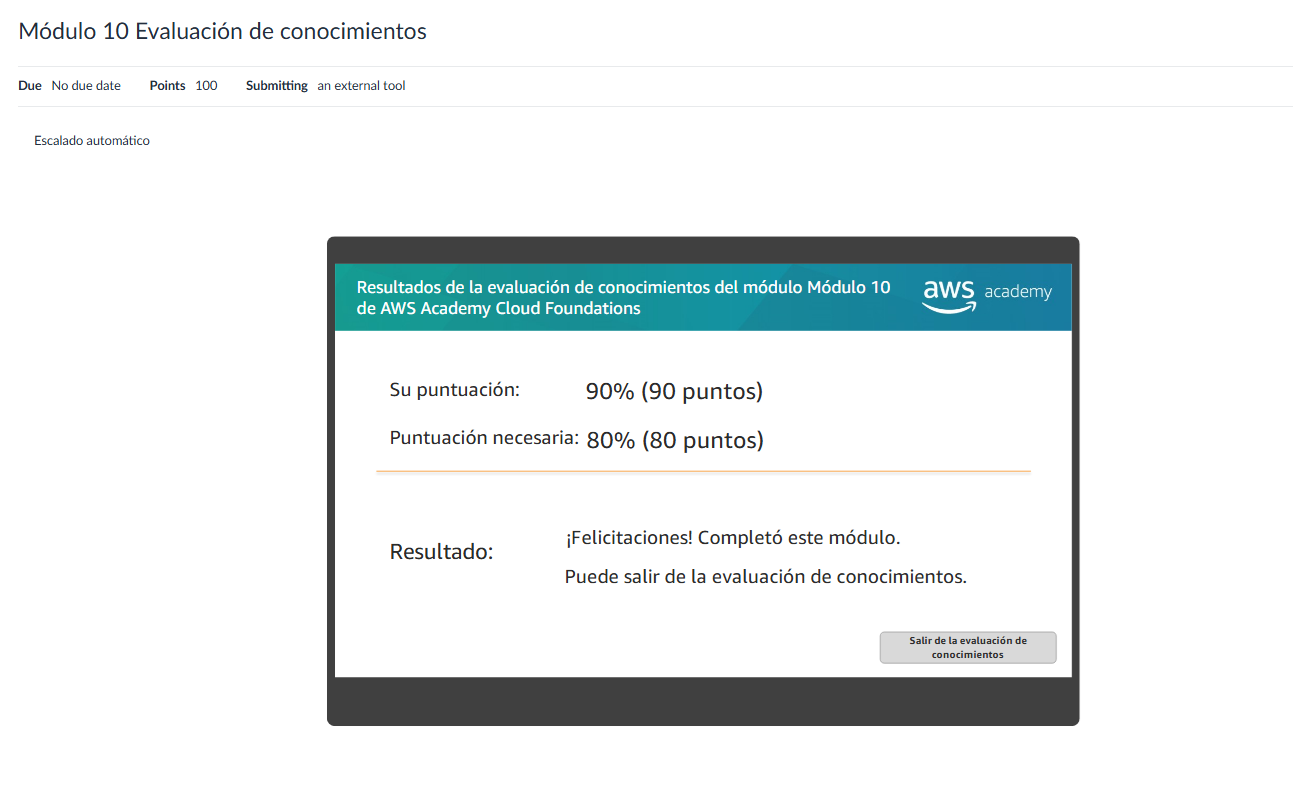 Módulo 10 Evaluación de conocimientos
Due No due date Points 100 Submitting an external tool
Escalado automático
Resultados de la evaluación de conocimientos del módulo Módulo 10
de AWS Academy Cloud Foundations
aws academy
Su puntuación: 90% (90 puntos)
Puntuación necesaria: 80% (80 puntos)
Resultado:
¡Felicitaciones! Completó este módulo.
Puede salir de la evaluación de conocimientos.
Salir de la evaluación de
conocimientos